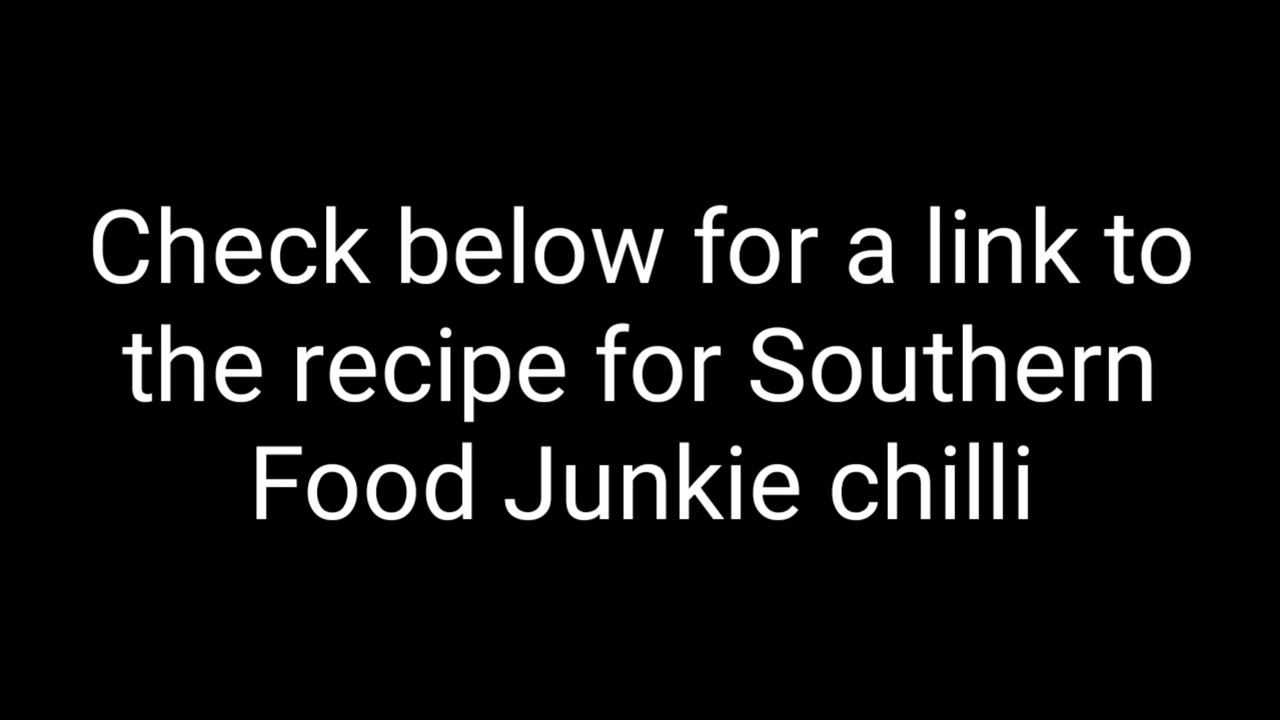 Check below for a link to
the recipe for Southern
Food Junkie chilli